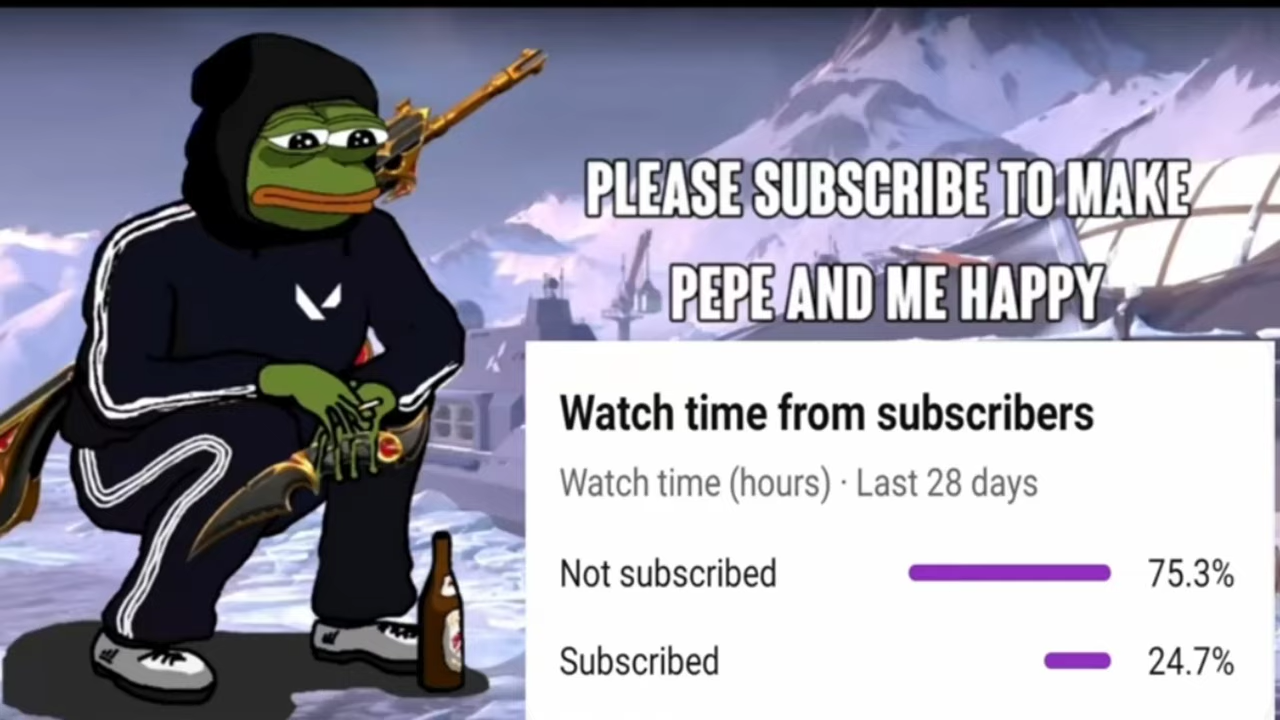 PLEASE SUBSCRIBE TO MAKE
PEPE AND ME HAPPY
Watch time from subscribers
Watch time (hours) · Last 28 days
Not subscribed 75.3%
Subscribed 24.7%